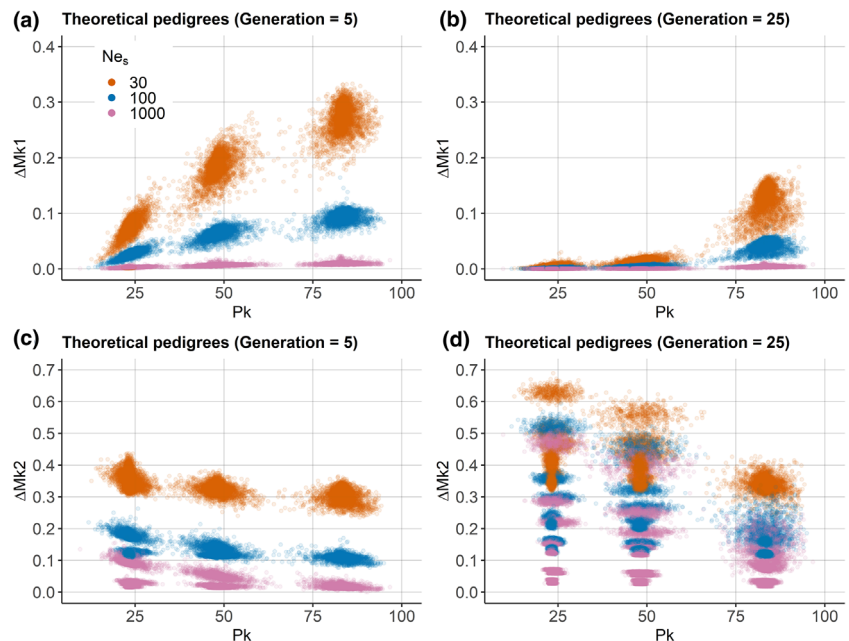 (a) Theoretical pedigrees (Generation = 5)
Ne_s
30
100
1000
0.4
0.3
0.2
0.1
0.0
ΔMk1
25 50 75 100
Pk
(b) Theoretical pedigrees (Generation = 25)
0.4
0.3
0.2
0.1
0.0
ΔMk1
25 50 75 100
Pk
(c) Theoretical pedigrees (Generation = 5)
0.7
0.6
0.5
0.4
0.3
0.2
0.1
0.0
ΔMk2
25 50 75 100
Pk
(d) Theoretical pedigrees (Generation = 25)
0.7
0.6
0.5
0.4
0.3
0.2
0.1
0.0
ΔMk2
25 50 75 100
Pk